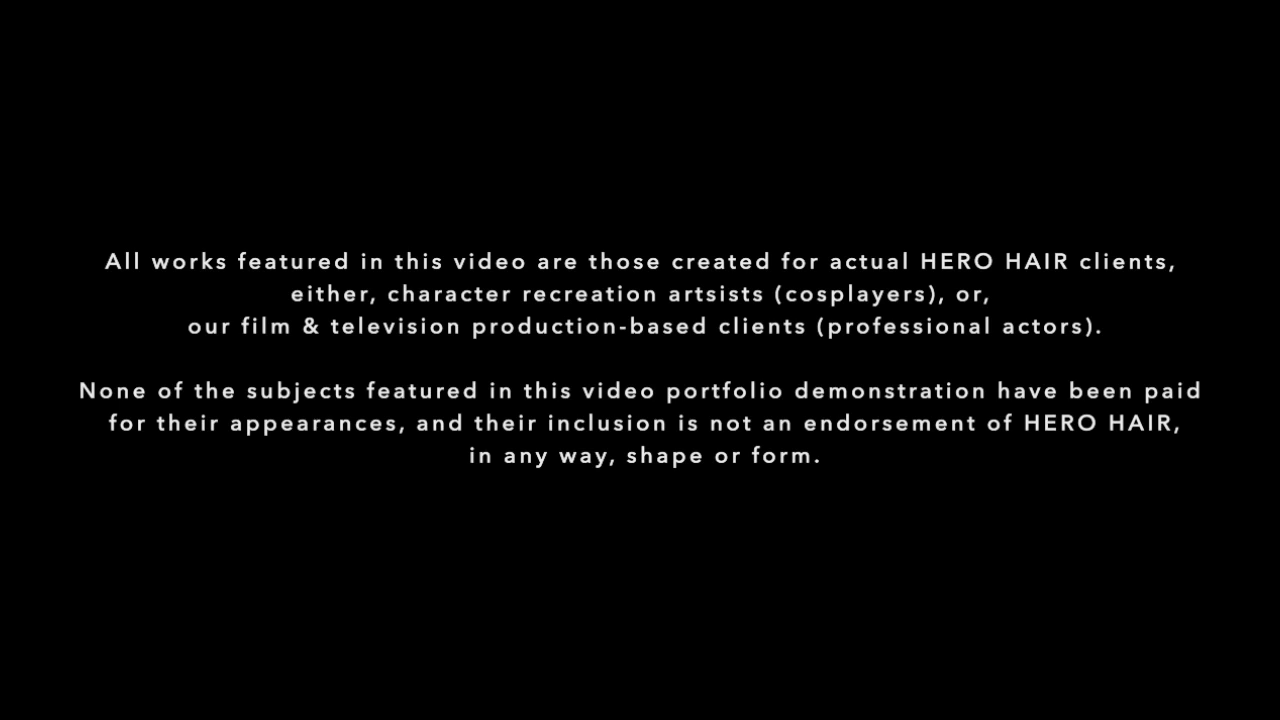 All works featured in this video are those created for actual HERO HAIR clients,
either, character recreation artsists (cosplayers), or,
our film & television production-based clients (professional actors).
None of the subjects featured in this video portfolio demonstration have been paid
for their appearances, and their inclusion is not an endorsement of HERO HAIR,
in any way, shape or form.